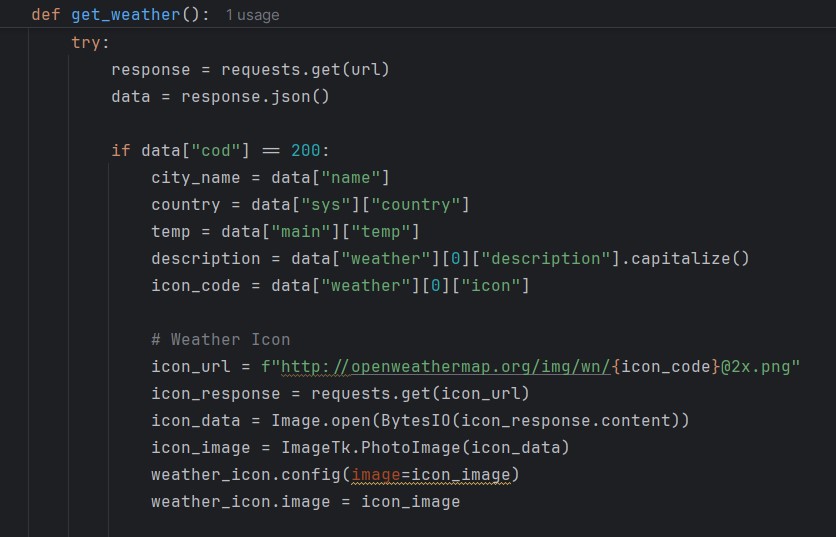 def get_weather(): 1 usage
try:
response = requests.get(url)
data = response.json()
if data["cod"] == 200:
city_name = data["name"]
country = data["sys"]["country"]
temp = data["main"]["temp"]
description = data["weather"][0]["description"].capitalize()
icon_code = data["weather"][0]["icon"]
# Weather Icon
icon_url = f"http://openweathermap.org/img/wn/{icon_code}@2x.png"
icon_response = requests.get(icon_url)
icon_data = Image.open(BytesIO(icon_response.content))
icon_image = ImageTk.PhotoImage(icon_data)
weather_icon.config(image=icon_image)
weather_icon.image = icon_image